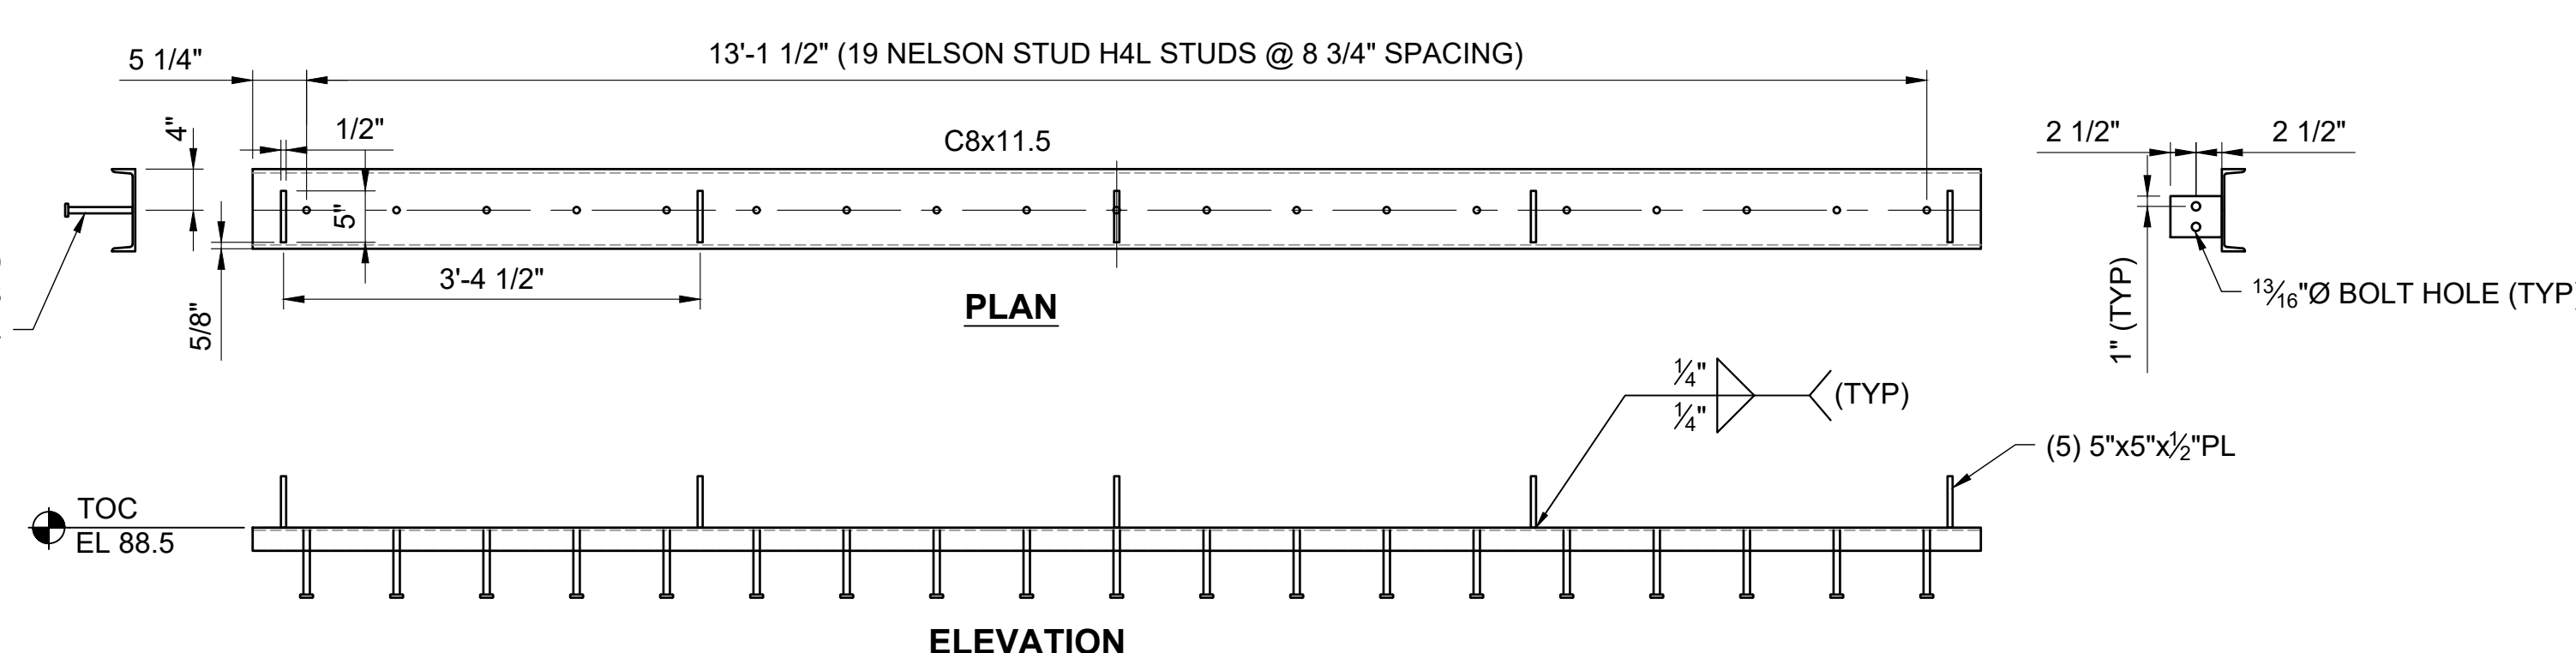 13'-1 1/2" (19 NELSON STUD H4L STUDS @ 8 3/4" SPACING)
5 1/4"
4"
1/2"
C8x11.5
2 1/2"
2 1/2"
5"
3'-4 1/2"
5/8"
PLAN
1" (TYP)
13/16"Ø BOLT HOLE (TYP
1/4"
1/4"
(TYP)
(5) 5"x5"x1/2"PL
TOC
EL 88.5
ELEVATION